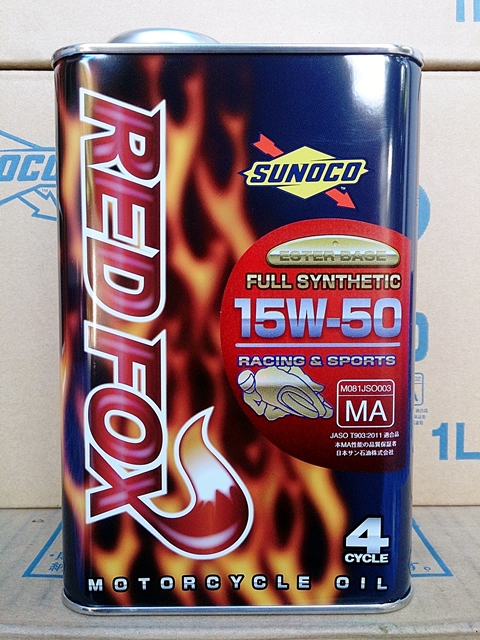 RED FOX
SUNOCO
ESTER BASE
FULL SYNTHETIC
15W-50
RACING & SPORTS
M081JSO003
MA
JASO T903:2011 適合品
本MA性能の品質保証者
日本サン石油株式会社
4
CYCLE
MOTORCYCLE OIL
1L